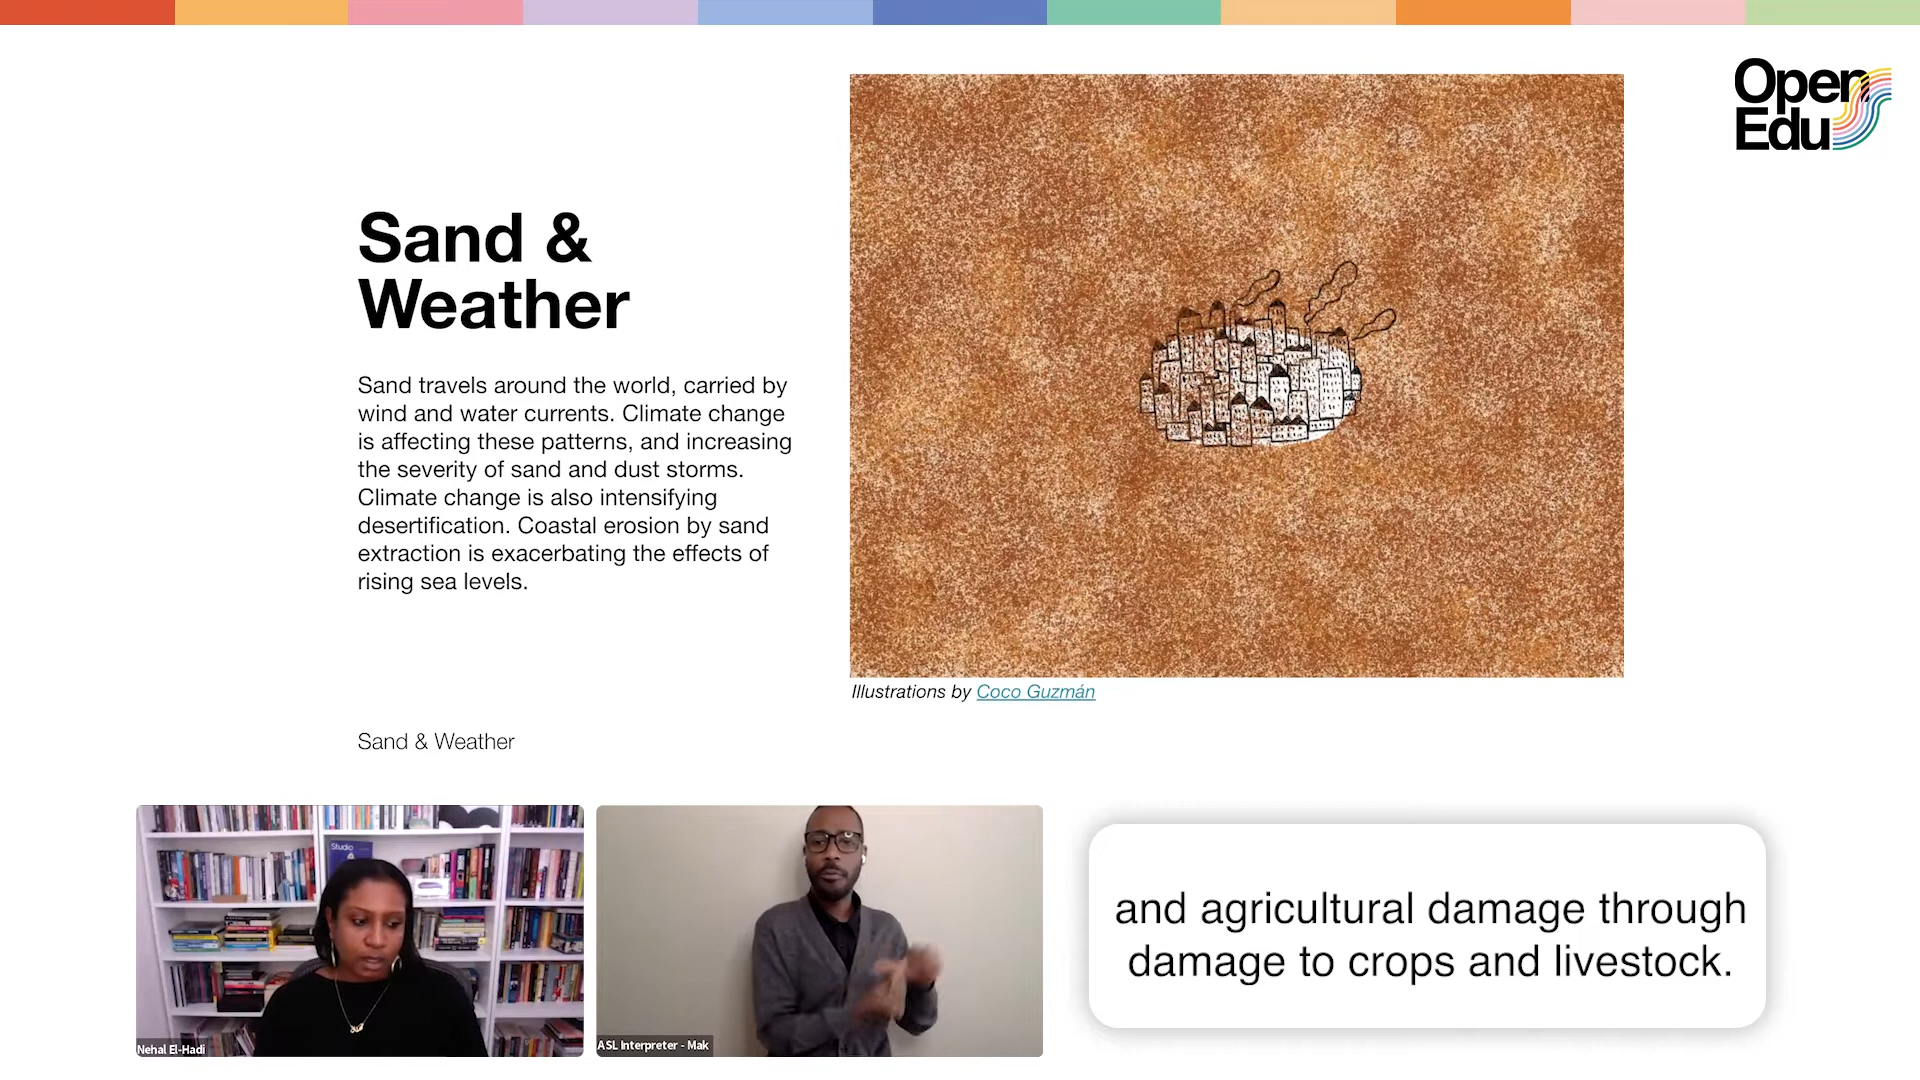 Open
Edu
Sand &
Weather
Sand travels around the world, carried by
wind and water currents. Climate change
is affecting these patterns, and increasing
the severity of sand and dust storms.
Climate change is also intensifying
desertification. Coastal erosion by sand
extraction is exacerbating the effects of
rising sea levels.
Illustrations by Coco Guzmán
Sand & Weather
Studio
Nehal El-Hadi
ASL Interpreter - Mak
and agricultural damage through
damage to crops and livestock.